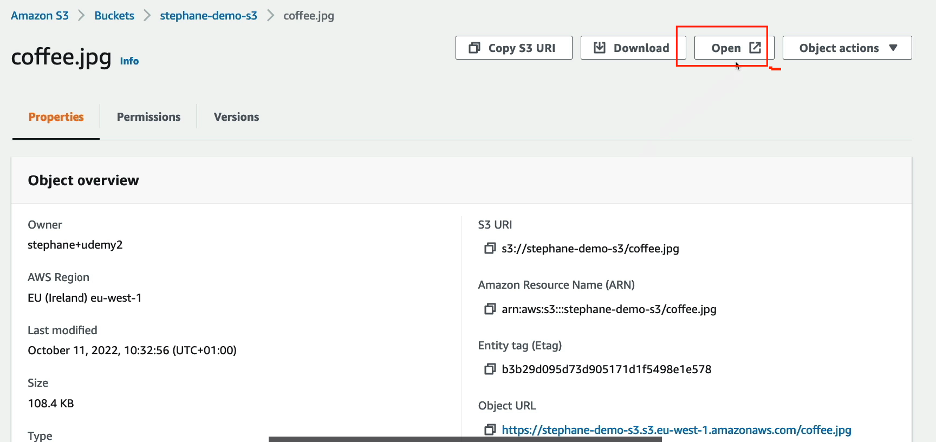 Amazon S3 > Buckets > stephane-demo-s3 > coffee.jpg
coffee.jpg Info
Copy S3 URI Download Open Object actions
Properties Permissions Versions
Object overview
Owner
stephane+udemy2
AWS Region
EU (Ireland) eu-west-1
Last modified
October 11, 2022, 10:32:56 (UTC+01:00)
Size
108.4 KB
Type
S3 URI
s3://stephane-demo-s3/coffee.jpg
Amazon Resource Name (ARN)
arn:aws:s3:::stephane-demo-s3/coffee.jpg
Entity tag (Etag)
b3b29d095d73d905171d1f5498e1e578
Object URL
https://stephane-demo-s3.s3.eu-west-1.amazonaws.com/coffee.jpg